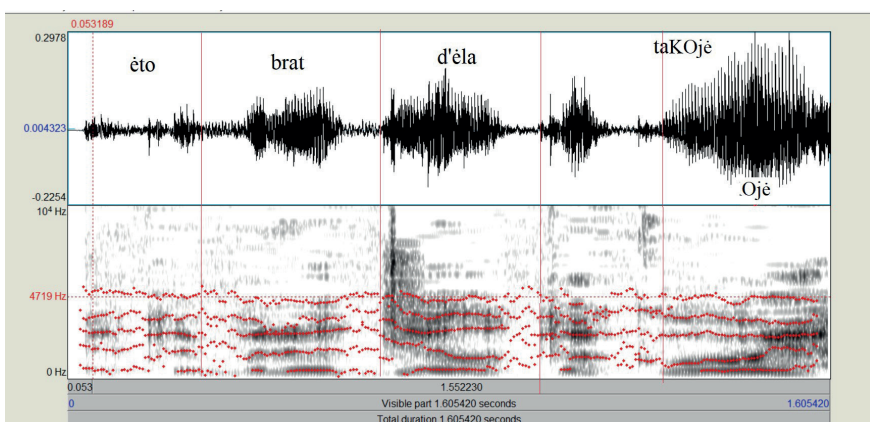 0.053189
0.2978
ėto
brat
d'ėla
taKOjė
0.004323
-0.2254
.Ojė
10⁴ Hz
4719 Hz
0 Hz
0.053
1.552230
0
Visible part 1.605420 seconds
1.605420
Total duration 1.605420 seconds